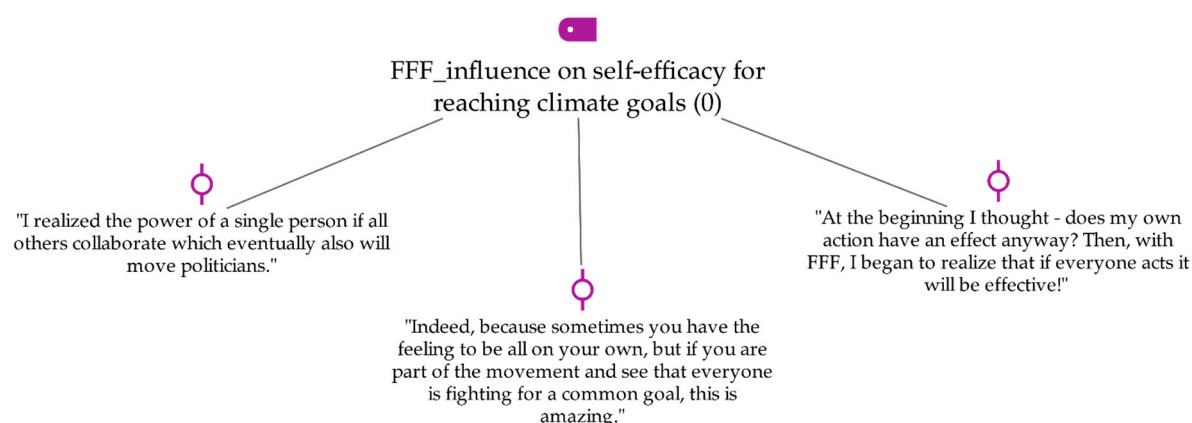 FFF_influence on self-efficacy for
reaching climate goals (0)
"I realized the power of a single person if all
others collaborate which eventually also will
move politicians."
"Indeed, because sometimes you have the
feeling to be all on your own, but if you are
part of the movement and see that everyone
is fighting for a common goal, this is
amazing."
"At the beginning I thought - does my own
action have an effect anyway? Then, with
FFF, I began to realize that if everyone acts it
will be effective!"